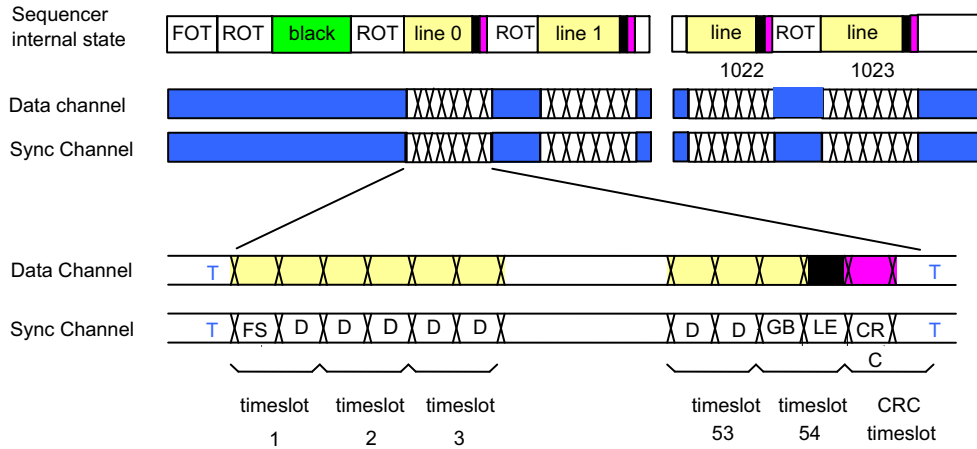 Sequencer
internal state
FOT ROT black ROT line 0 ROT line 1 line ROT line
1022 1023
Data channel
Sync Channel
Data Channel T T
Sync Channel T FS D D D D D D D GB LE CR T
C
timeslot timeslot timeslot timeslot timeslot CRC
1 2 3 53 54 timeslot